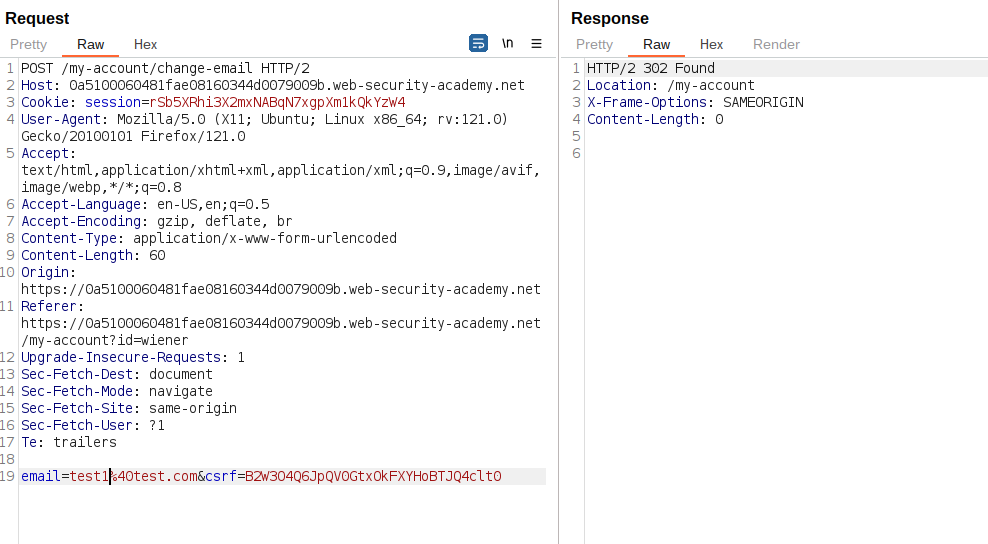 Request
Pretty Raw Hex \n
1 POST /my-account/change-email HTTP/2
2 Host: 0a5100060481fae08160344d0079009b.web-security-academy.net
3 Cookie: session=rSb5XRhi3X2mxNABqN7xgpXm1kQkYzW4
4 User-Agent: Mozilla/5.0 (X11; Ubuntu; Linux x86_64; rv:121.0)
Gecko/20100101 Firefox/121.0
5 Accept:
text/html,application/xhtml+xml,application/xml;q=0.9,image/avif,
image/webp,*/*;q=0.8
6 Accept-Language: en-US,en;q=0.5
7 Accept-Encoding: gzip, deflate, br
8 Content-Type: application/x-www-form-urlencoded
9 Content-Length: 60
10 Origin:
https://0a5100060481fae08160344d0079009b.web-security-academy.net
11 Referer:
https://0a5100060481fae08160344d0079009b.web-security-academy.net
/my-account?id=wiener
12 Upgrade-Insecure-Requests: 1
13 Sec-Fetch-Dest: document
14 Sec-Fetch-Mode: navigate
15 Sec-Fetch-Site: same-origin
16 Sec-Fetch-User: ?1
17 Te: trailers
18
19 email=test1%40test.com&csrf=B2W3O4Q6JpQVOGtxOkFXYHoBTJQ4cltO
Response
Pretty Raw Hex Render
1 HTTP/2 302 Found
2 Location: /my-account
3 X-Frame-Options: SAMEORIGIN
4 Content-Length: 0
5
6